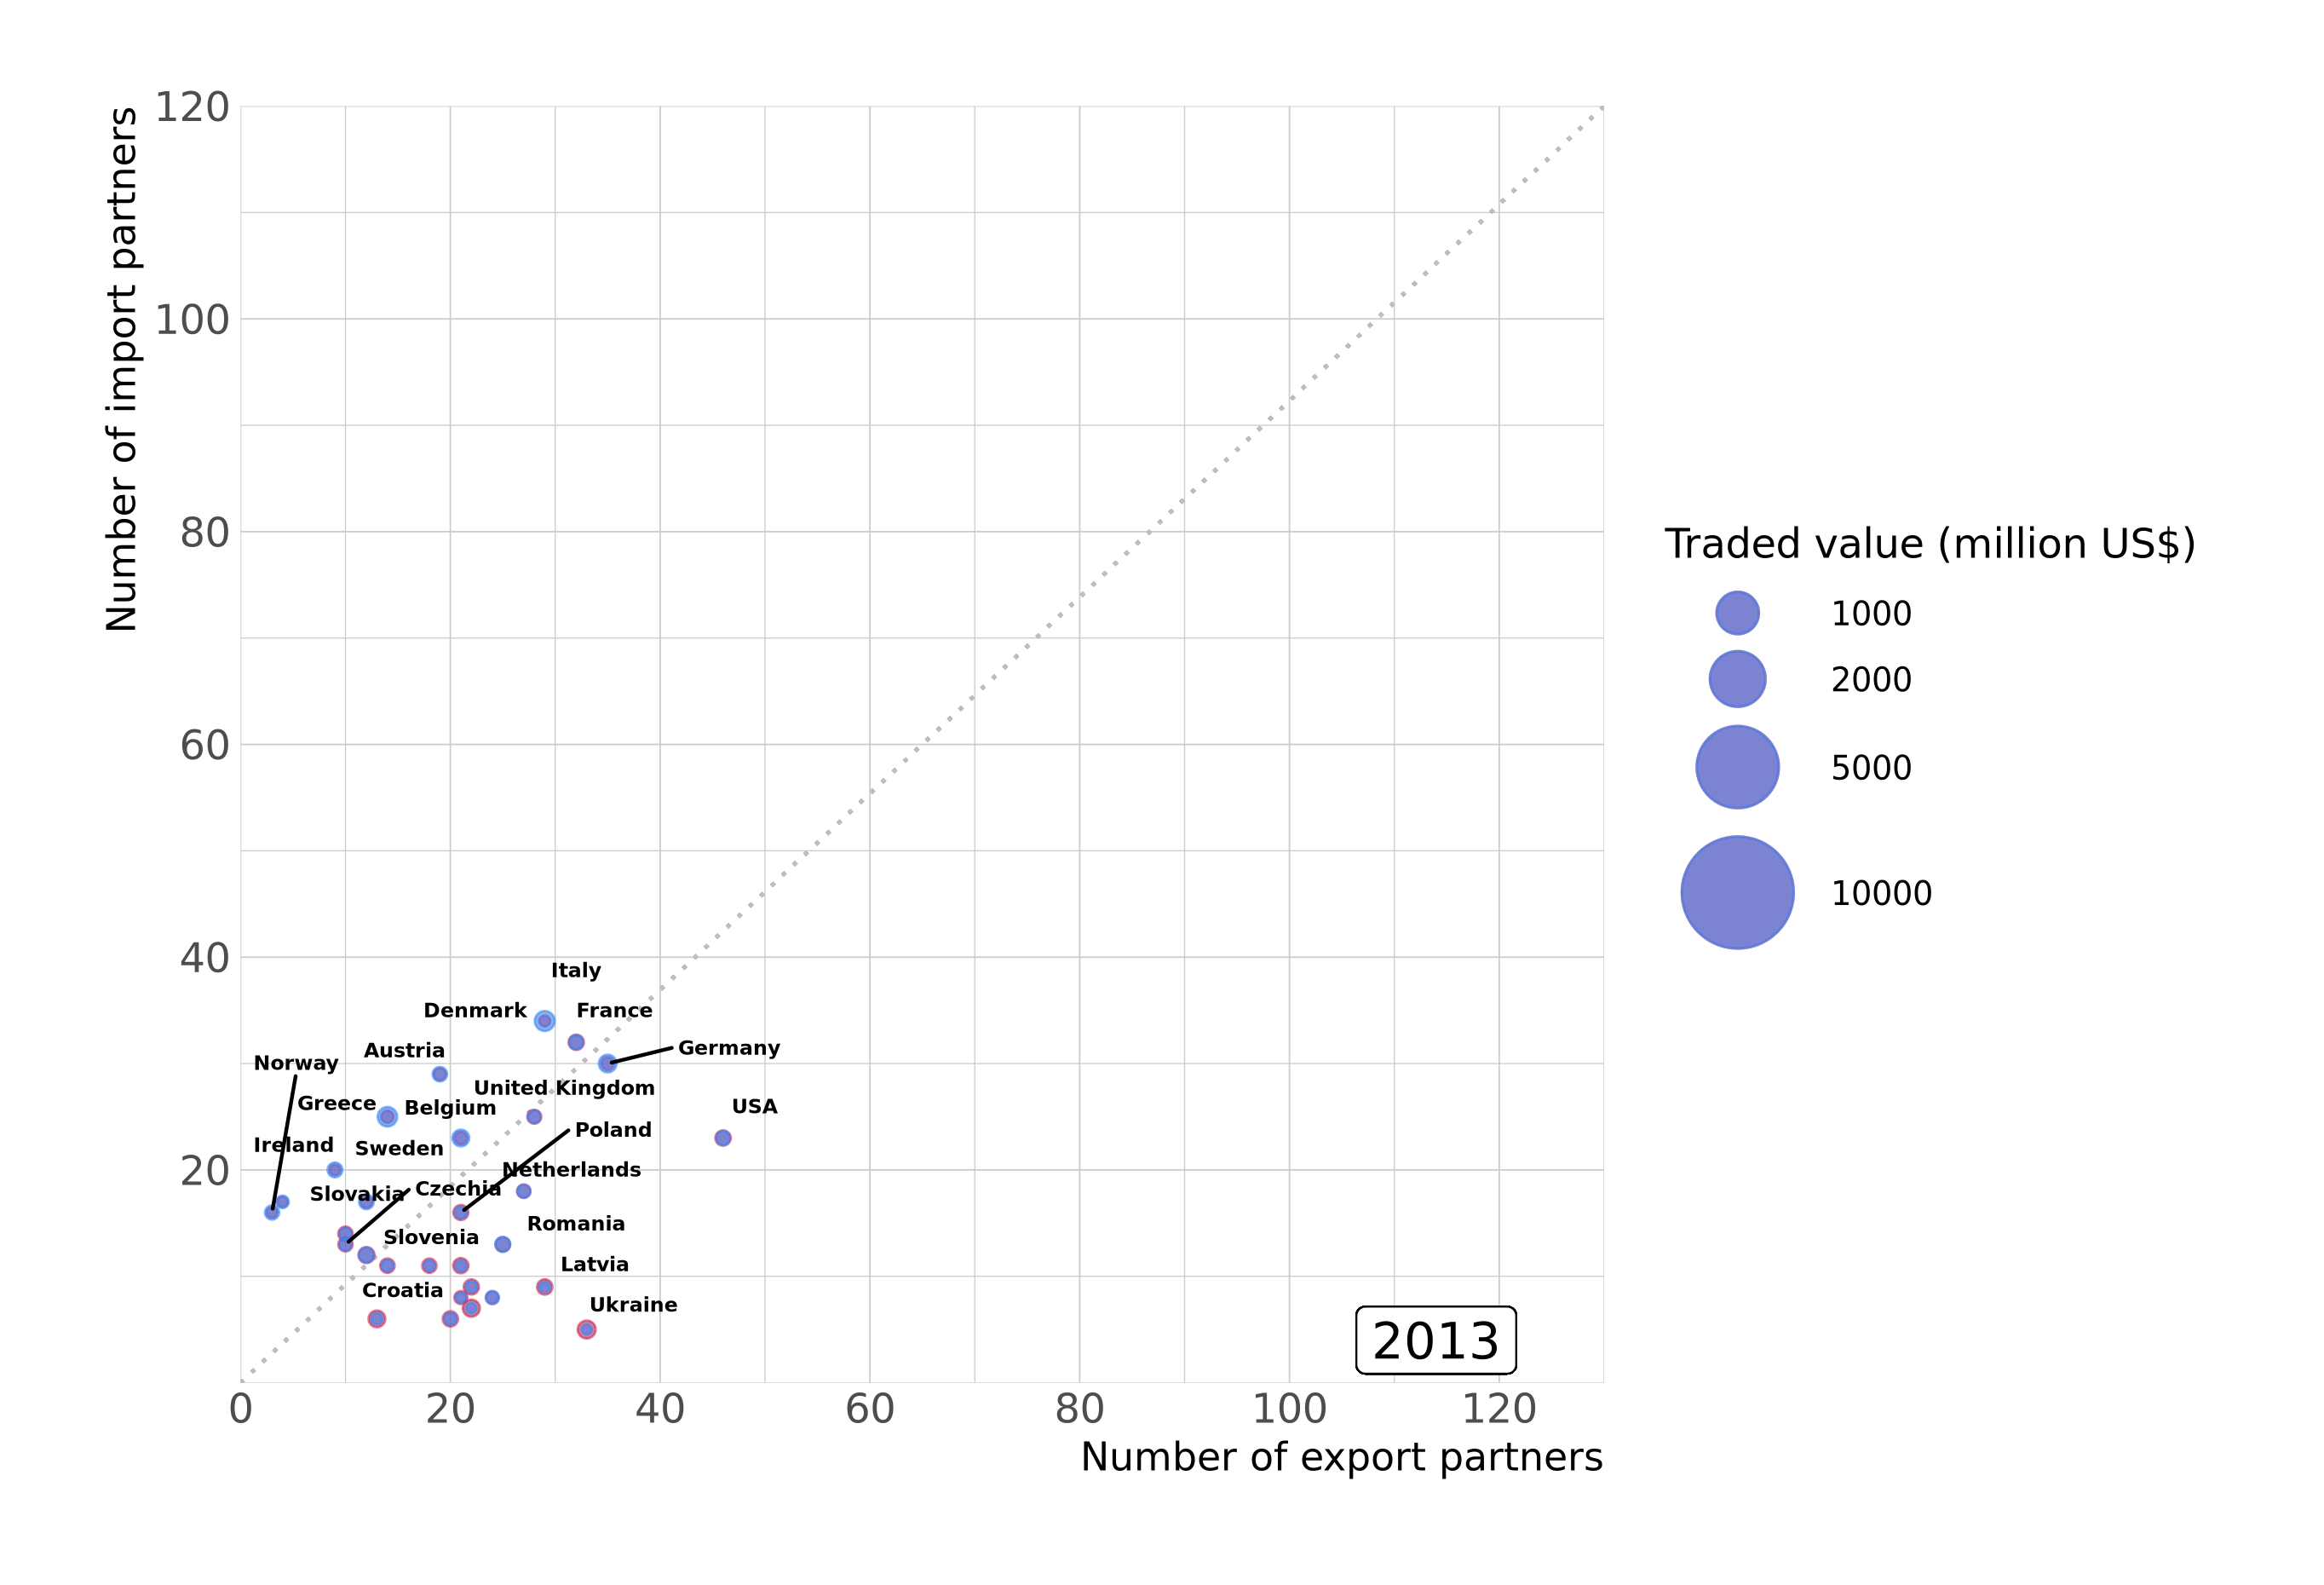 120
100
80
60
40
20
Number of import partners
Italy
Denmark
France
Austria
Germany
Norway
United Kingdom
Greece
Belgium
USA
Poland
Ireland
Sweden
Netherlands
Slovakia
Czechia
Romania
Slovenia
Latvia
Croatia
Ukraine
2013
0
20
40
60
80
100
120
Number of export partners
Traded value (million US$)
1000
2000
5000
10000